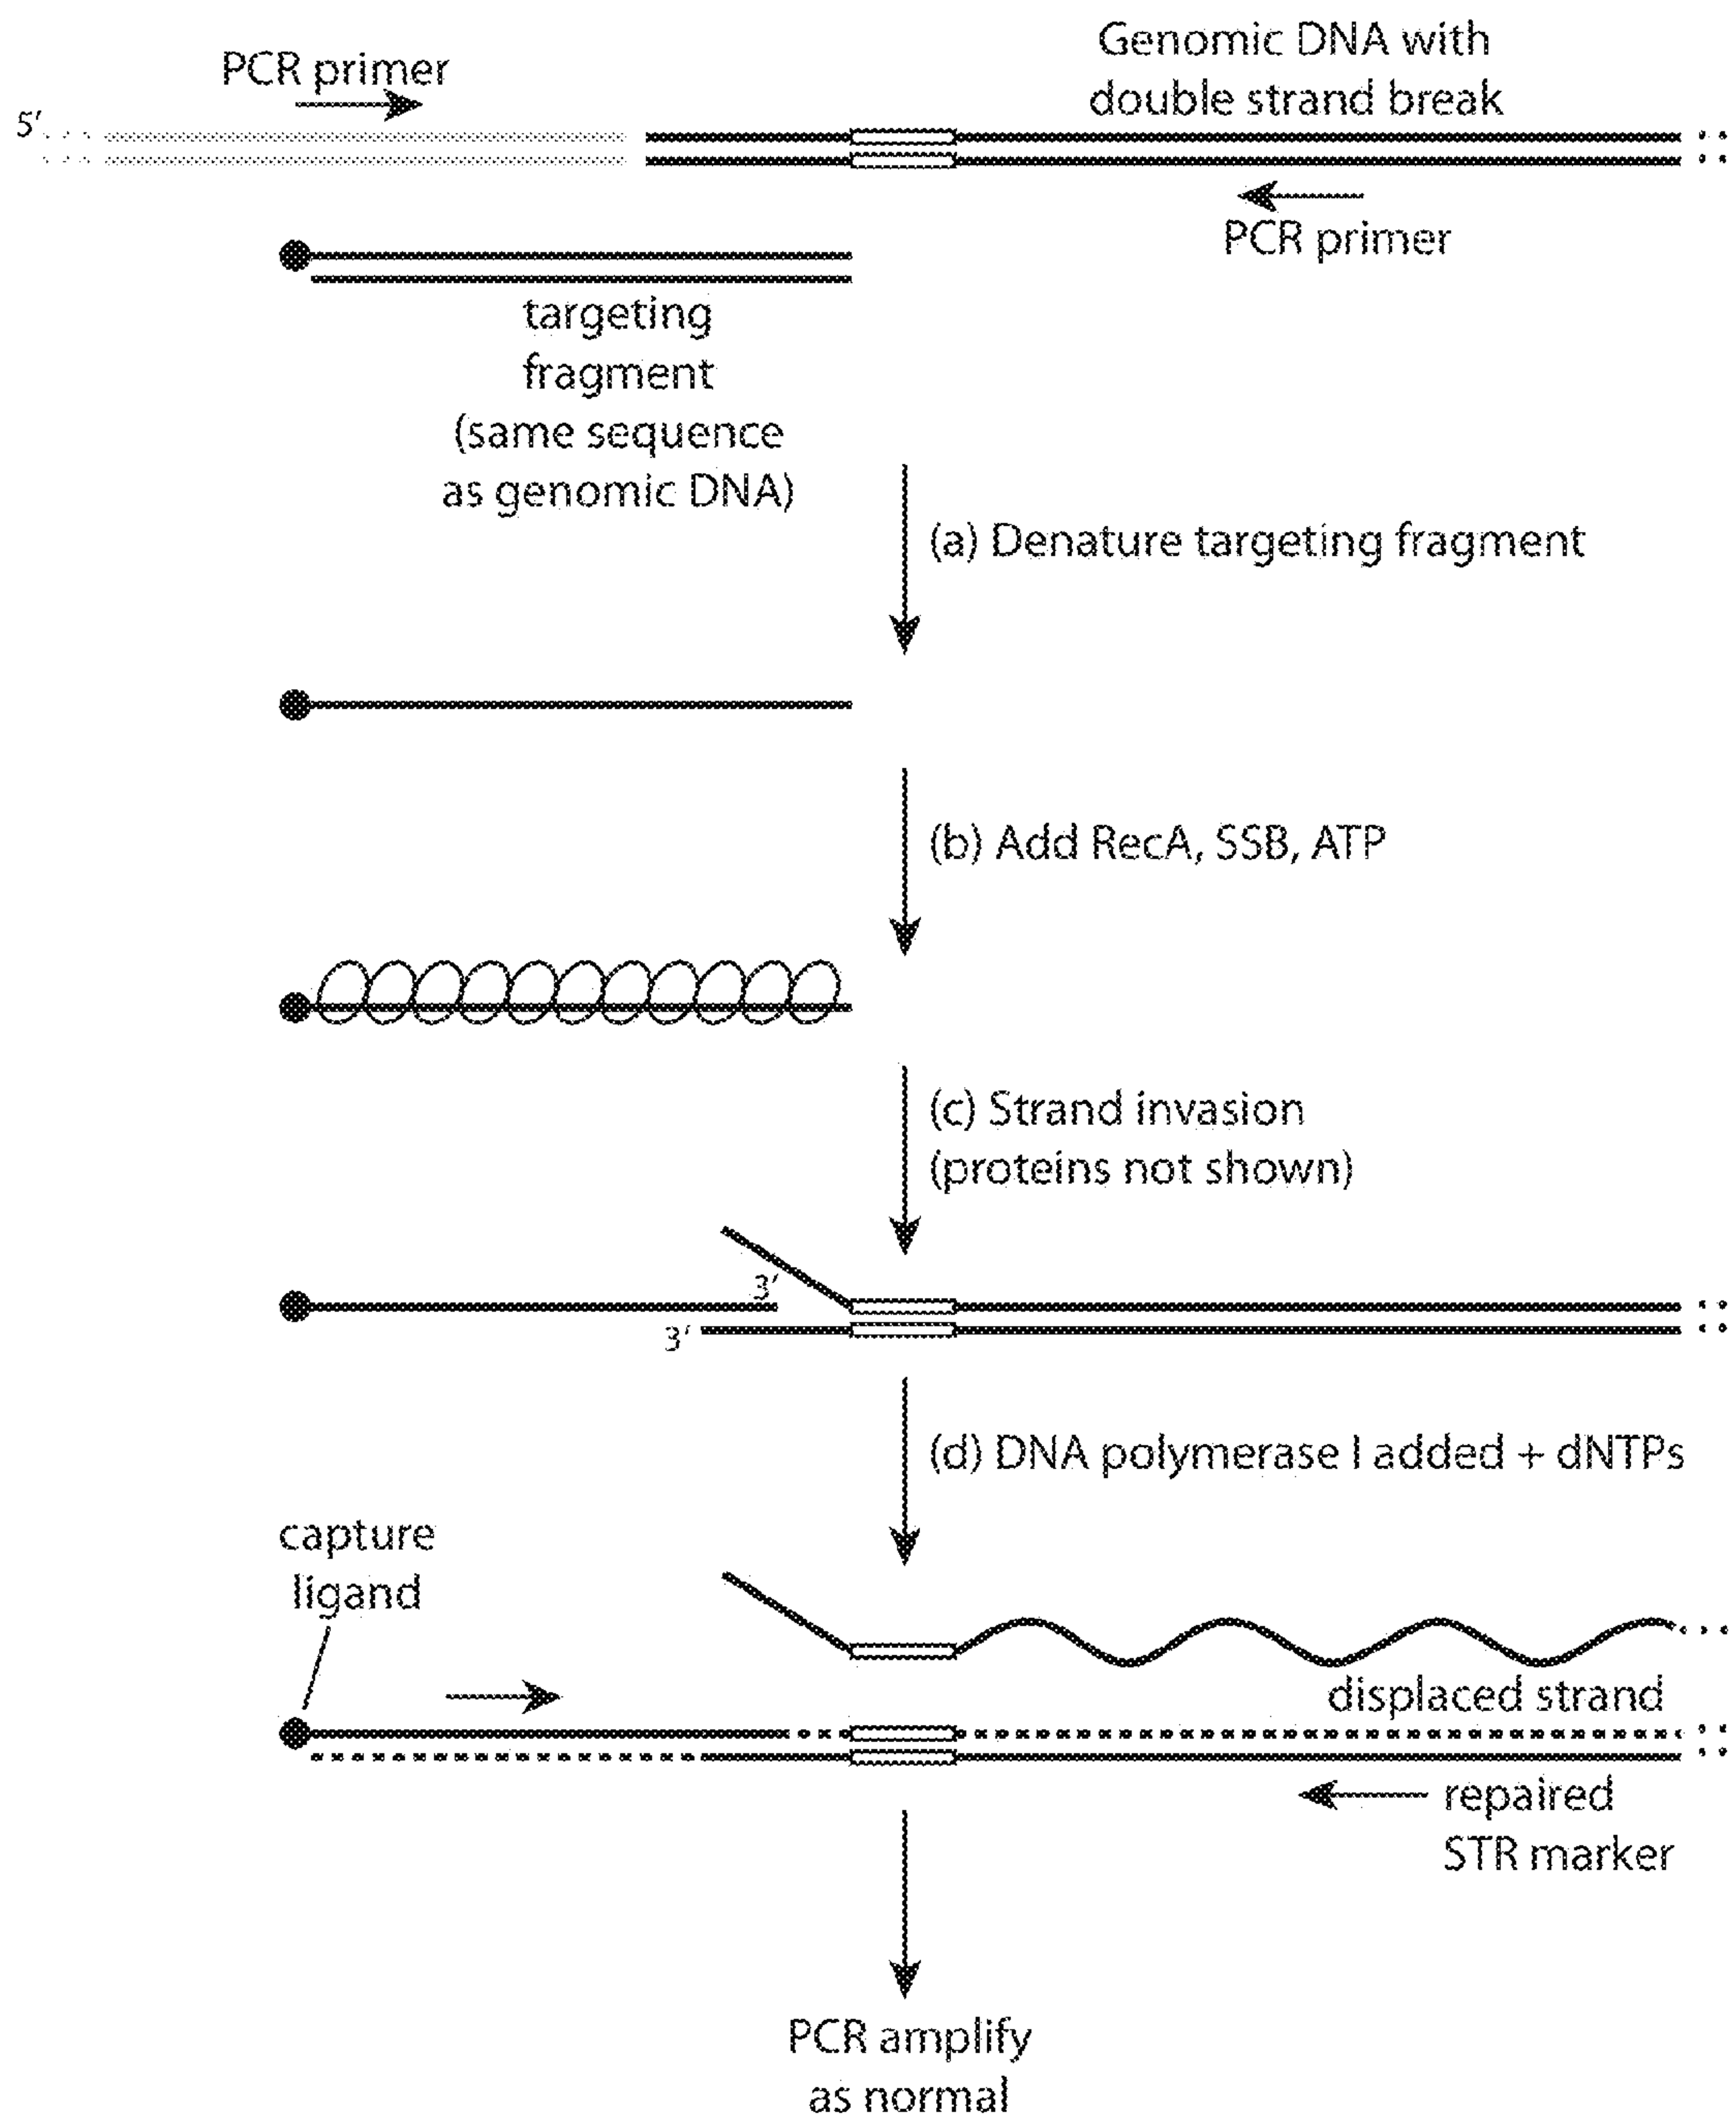 Genomic DNA with
double strand break
PCR primer
5'
PCR primer
targeting
fragment
(same sequence
as genomic DNA)
(a) Denature targeting fragment
(b) Add RecA, SSB, ATP
(c) Strand invasion
(proteins not shown)
3'
3'
(d) DNA polymerase I added + dNTPs
capture
ligand
displaced strand
repaired
STR marker
PCR amplify
as normal